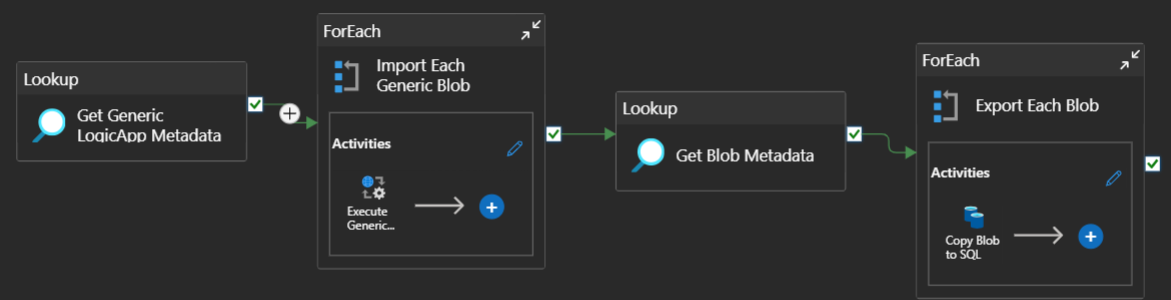 Lookup
Get Generic
LogicApp Metadata
ForEach
Import Each
Generic Blob
Activities
Execute
Generic...
Lookup
Get Blob Metadata
ForEach
Export Each Blob
Activities
Copy Blob
to SQL